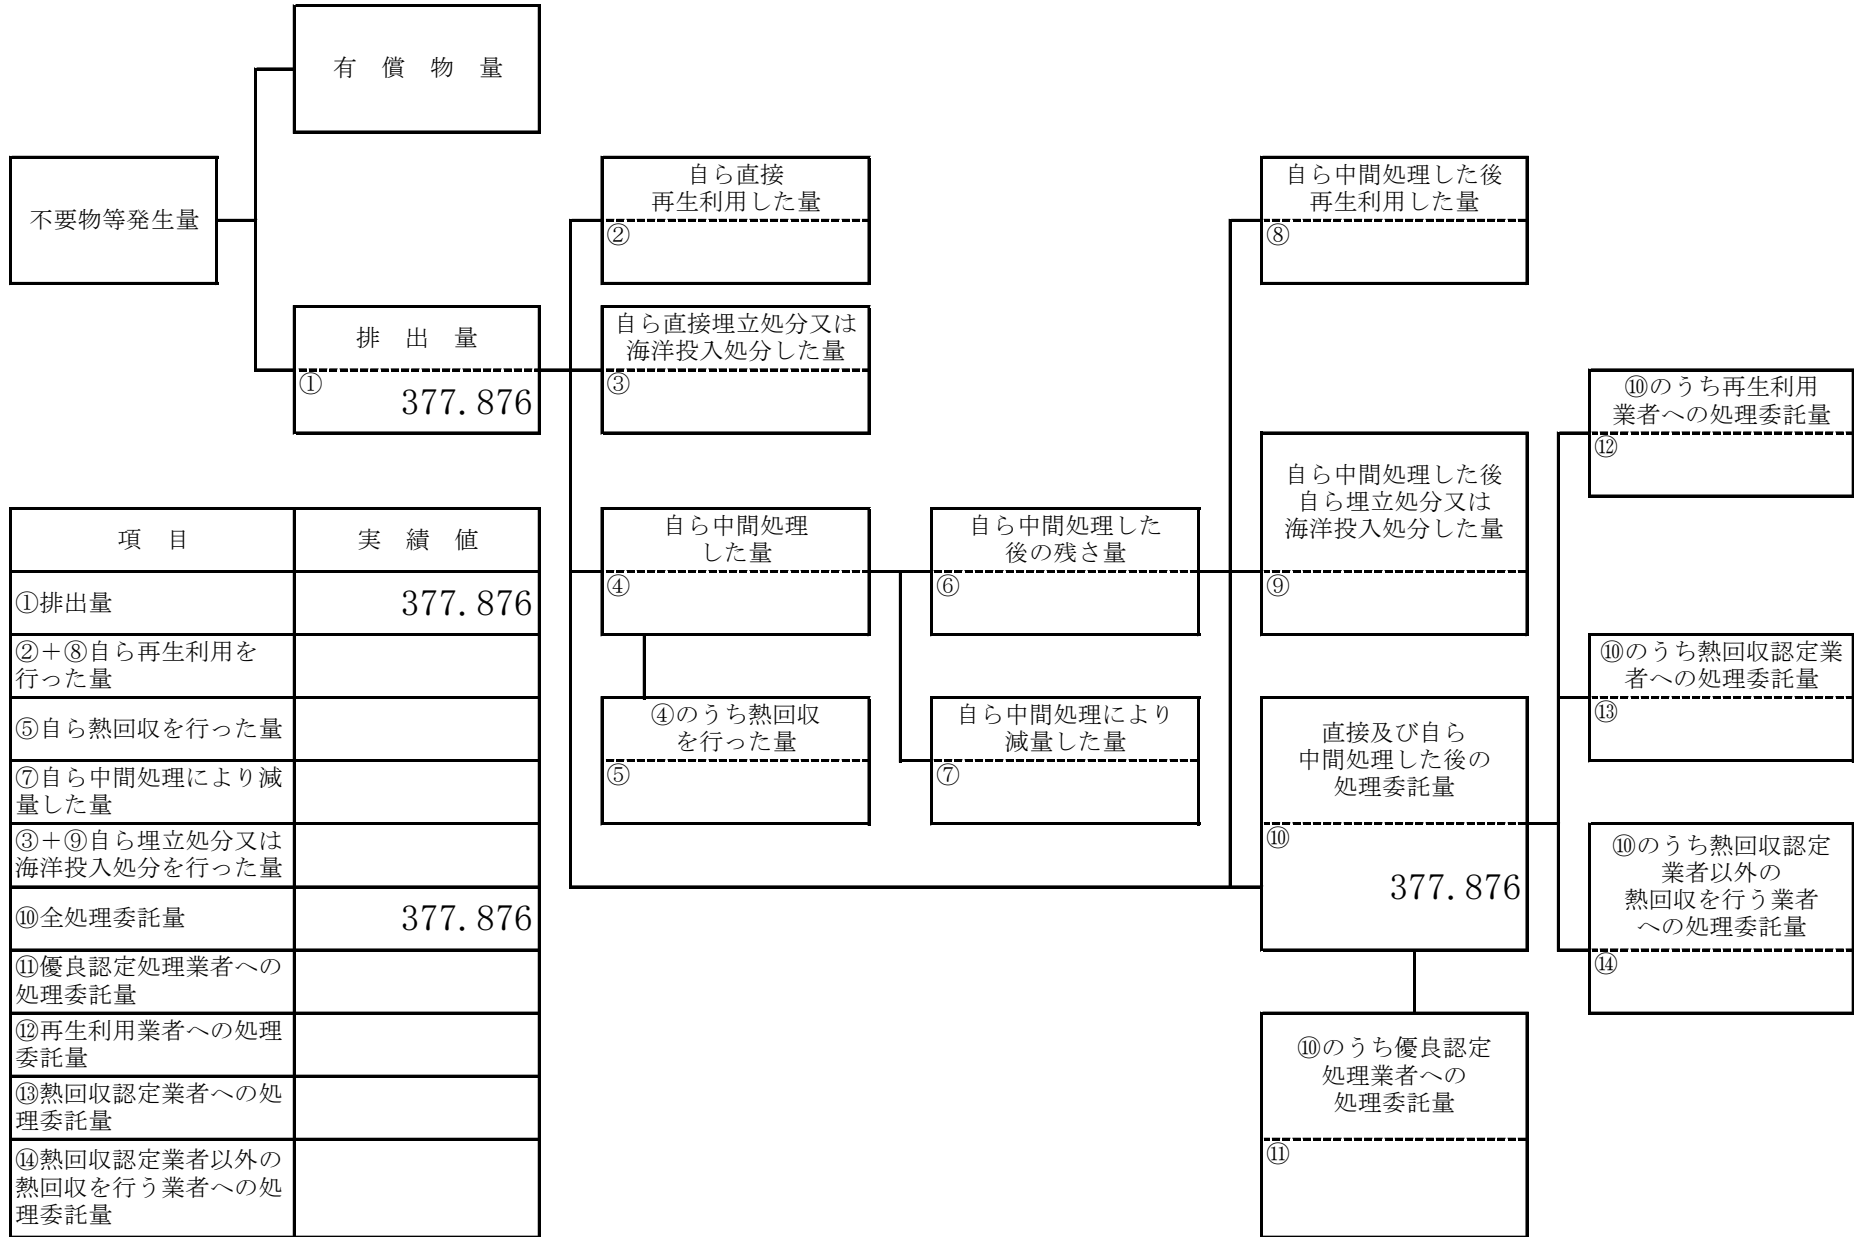 有 償 物 量
不要物等発生量
排 出 量
①
377.876
自ら直接
再生利用した量
②
自ら直接埋立処分又は
海洋投入処分した量
③
自ら中間処理
した量
④
④のうち熱回収
を行った量
⑤
自ら中間処理した
後の残さ量
⑥
自ら中間処理により
減量した量
⑦
自ら中間処理した後
再生利用した量
⑧
自ら中間処理した後
自ら埋立処分又は
海洋投入処分した量
⑨
直接及び自ら
中間処理した後の
処理委託量
⑩
377.876
⑩のうち優良認定
処理業者への
処理委託量
⑪
⑩のうち再生利用
業者への処理委託量
⑫
⑩のうち熱回収認定業
者への処理委託量
⑬
⑩のうち熱回収認定
業者以外の
熱回収を行う業者
への処理委託量
⑭
項 目
実 績 値
①排出量
377.876
②＋⑧自ら再生利用を
行った量
⑤自ら熱回収を行った量
⑦自ら中間処理により減
量した量
③＋⑨自ら埋立処分又は
海洋投入処分を行った量
⑩全処理委託量
377.876
⑪優良認定処理業者への
処理委託量
⑫再生利用業者への処理
委託量
⑬熱回収認定業者への処
理委託量
⑭熱回収認定業者以外の
熱回収を行う業者への処
理委託量